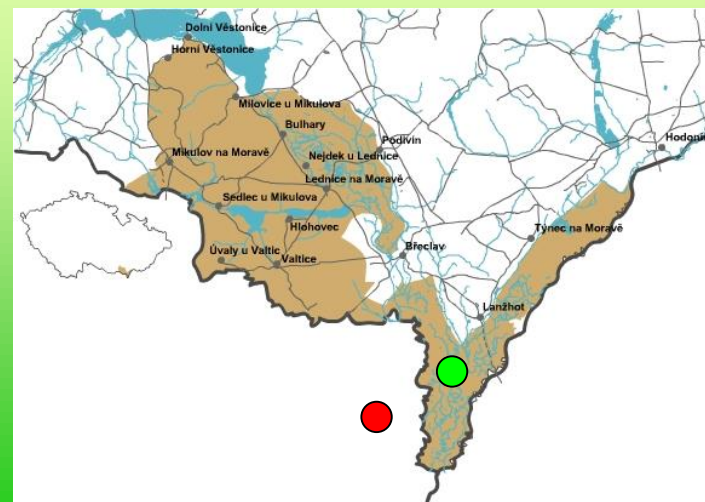 Dolní Věstonice
Horní Věstonice
Milovice u Mikulova
Bulhary
Podivín
Hodonín
Mikulov na Moravě
Nejdek u Lednice
Lednice na Moravě
Sedlec u Mikulova
Hlohovec
Týnec na Moravě
Úvaly u Valtic
Valtice
Břeclav
Lanžhot